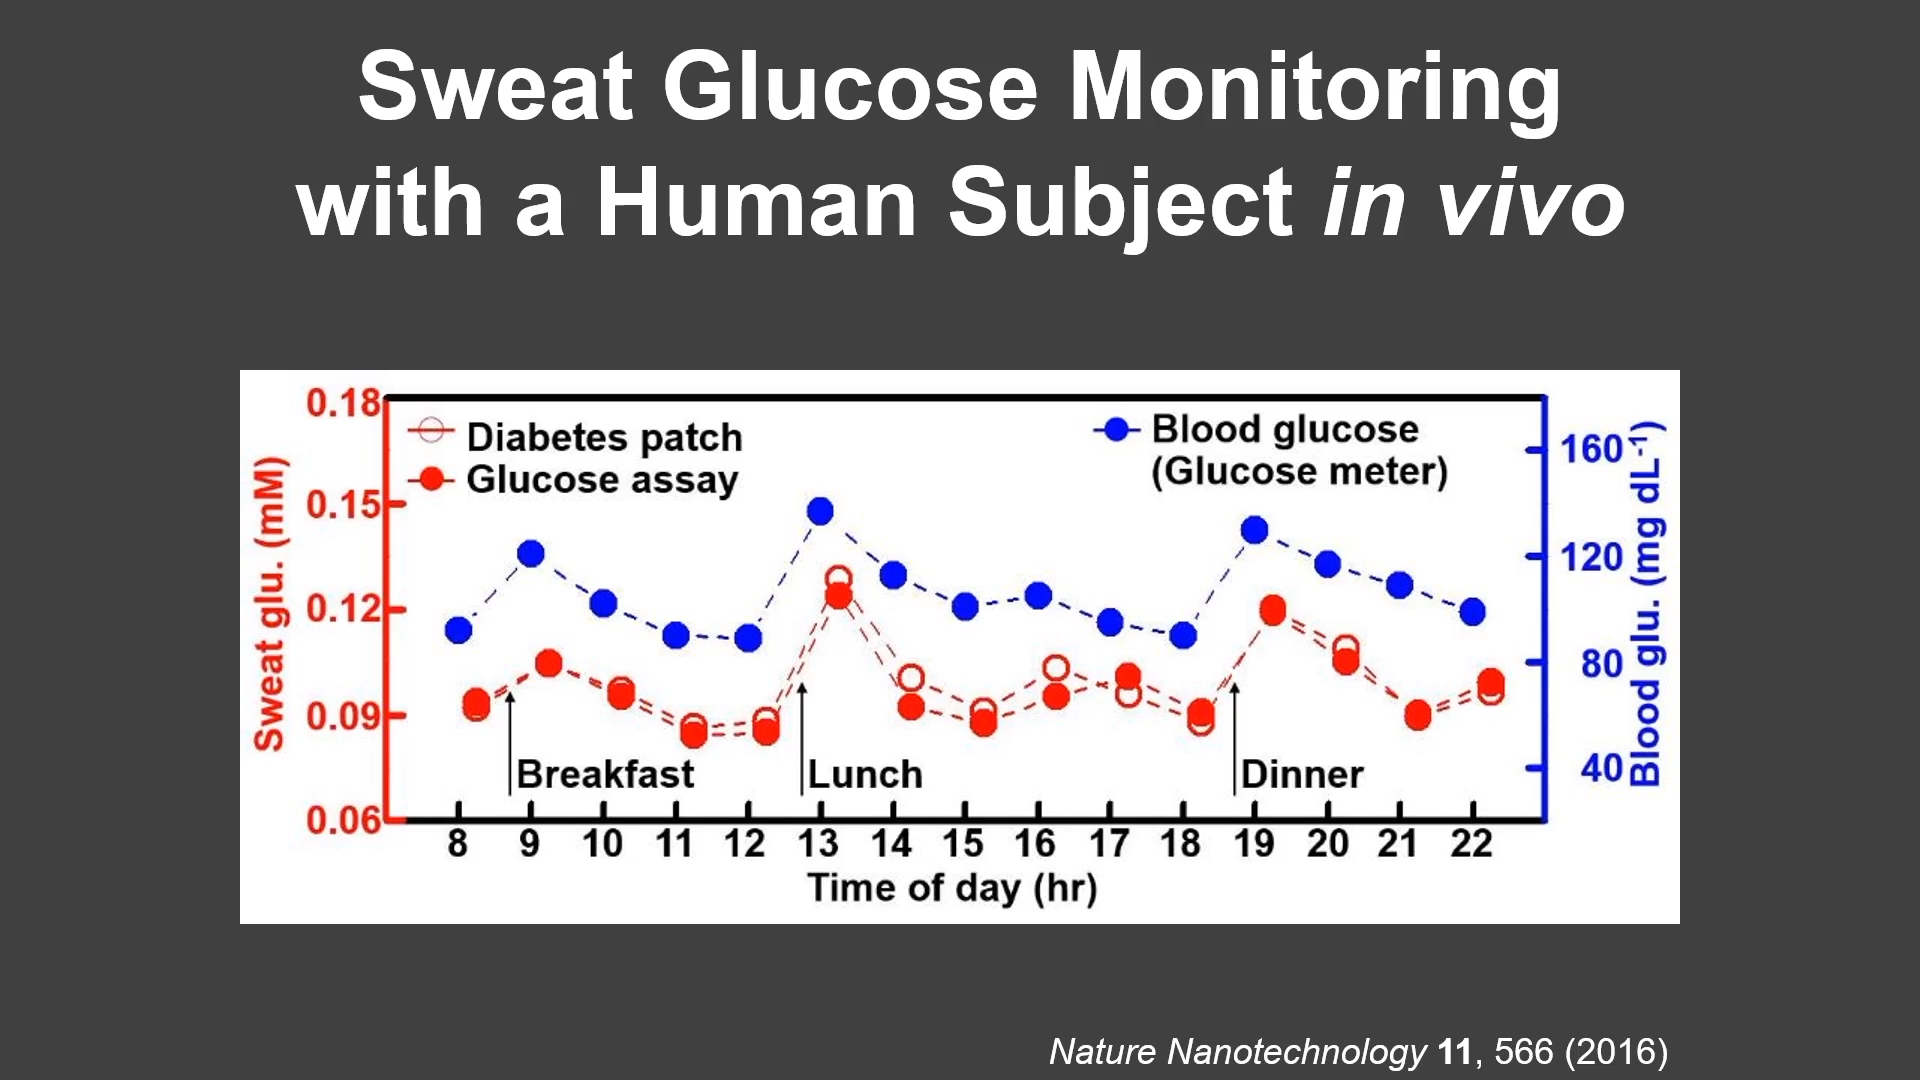 Sweat Glucose Monitoring
with a Human Subject in vivo
0.18
0.15
0.12
0.09
0.06
Sweat glu. (mM)
Diabetes patch
Glucose assay
Blood glucose
(Glucose meter)
160
120
80
40
Blood glu. (mg dL-1)
Breakfast
Lunch
Dinner
8 9 10 11 12 13 14 15 16 17 18 19 20 21 22
Time of day (hr)
Nature Nanotechnology 11, 566 (2016)